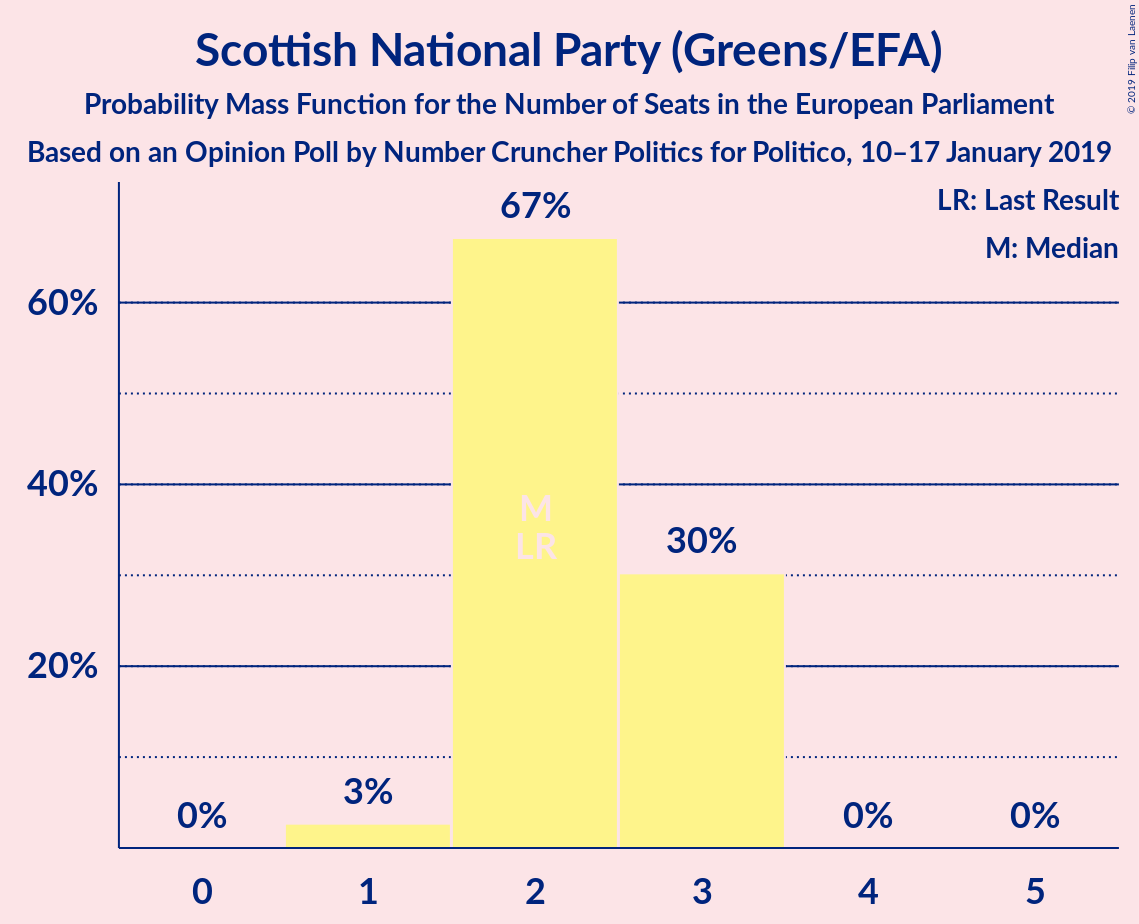 Scottish National Party (Greens/EFA)
Probability Mass Function for the Number of Seats in the European Parliament
Based on an Opinion Poll by Number Cruncher Politics for Politico, 10–17 January 2019
© 2019 Filip van Laenen
LR: Last Result
M: Median
67%
60%
40%
M
LR
30%
20%
3%
0%
0%
0%
0
1
2
3
4
5